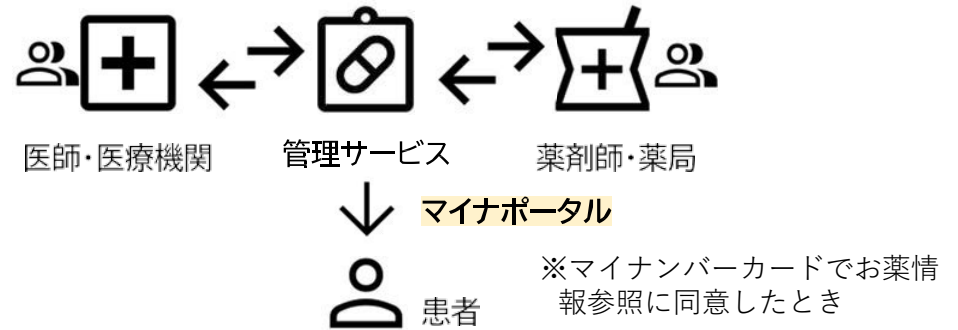 医師・医療機関
管理サービス
薬剤師・薬局
マイナポータル
患者
※マイナンバーカードでお薬情
報参照に同意したとき